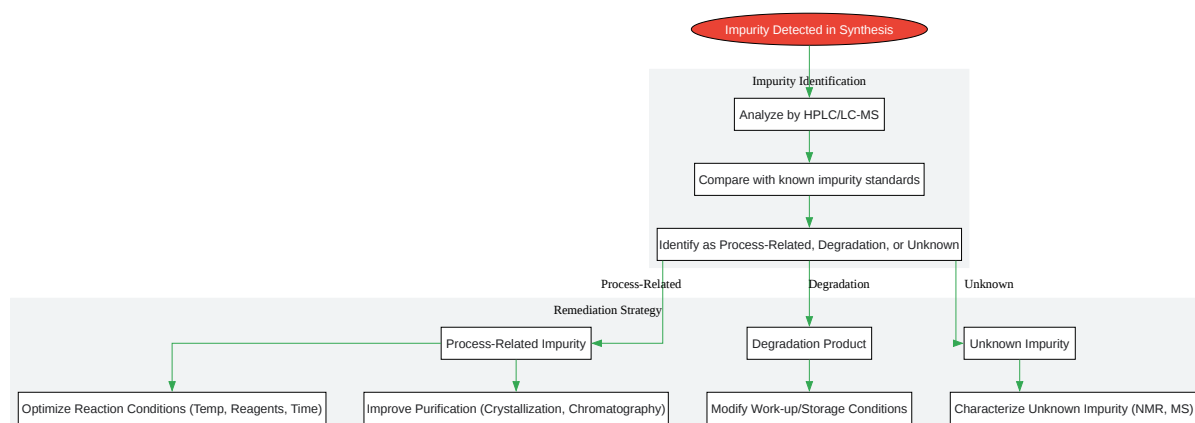 Impurity Detected in Synthesis
Impurity Identification
Analyze by HPLC/LC-MS
Compare with known impurity standards
Identify as Process-Related, Degradation, or Unknown
Process-Related
Degradation
Unknown
Remediation Strategy
Process-Related Impurity
Degradation Product
Unknown Impurity
Optimize Reaction Conditions (Temp, Reagents, Time)
Improve Purification (Crystallization, Chromatography)
Modify Work-up/Storage Conditions
Characterize Unknown Impurity (NMR, MS)